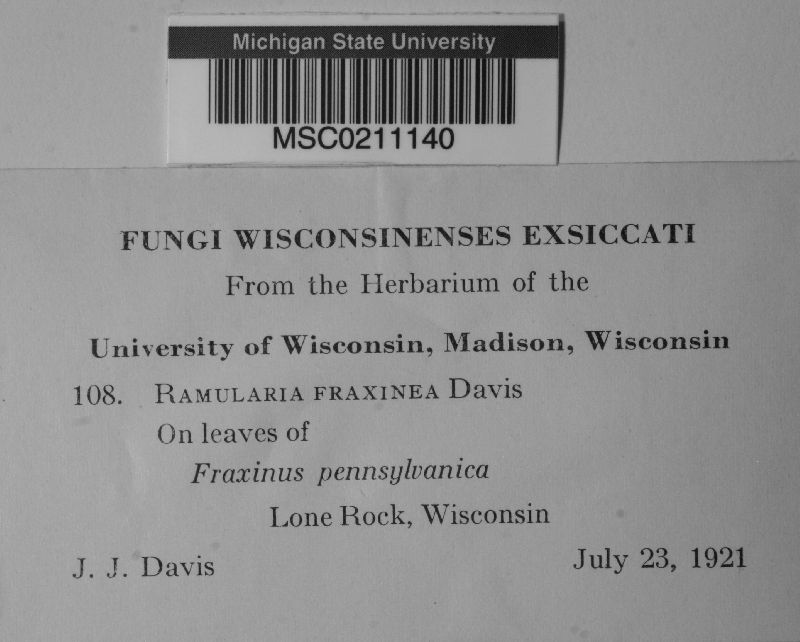 Michigan State University
MSC0211140
FUNGI WISCONSINENSES EXSICCATI
From the Herbarium of the
University of Wisconsin, Madison, Wisconsin
108. RAMULARIA FRAXINEA Davis
On leaves of
Fraxinus pennsylvanica
Lone Rock, Wisconsin
J. J. Davis July 23, 1921